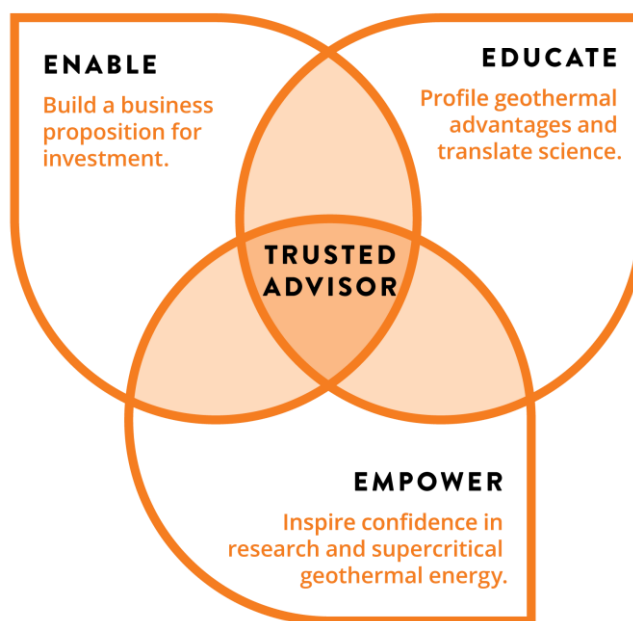 ENABLE
Build a business
proposition for
investment.
EDUCATE
Profile geothermal
advantages and
translate science.
TRUSTED
ADVISOR
EMPOWER
Inspire confidence in
research and supercritical
geothermal energy.